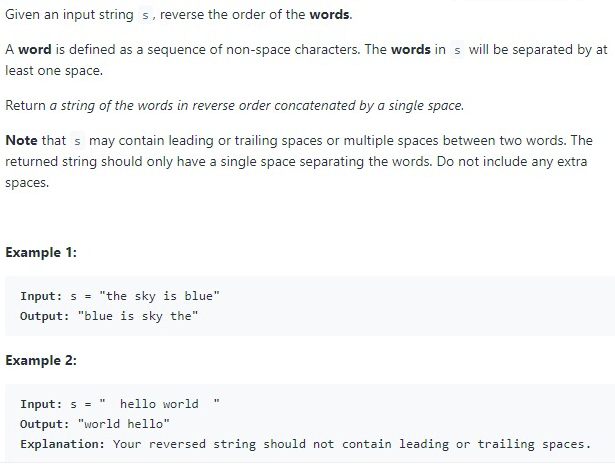 Given an input string s, reverse the order of the words.
A word is defined as a sequence of non-space characters. The words in s will be separated by at
least one space.
Return a string of the words in reverse order concatenated by a single space.
Note that s may contain leading or trailing spaces or multiple spaces between two words. The
returned string should only have a single space separating the words. Do not include any extra
spaces.
Example 1:
Input: s = "the sky is blue"
Output: "blue is sky the"
Example 2:
Input: s = "  hello world  "
Output: "world hello"
Explanation: Your reversed string should not contain leading or trailing spaces.